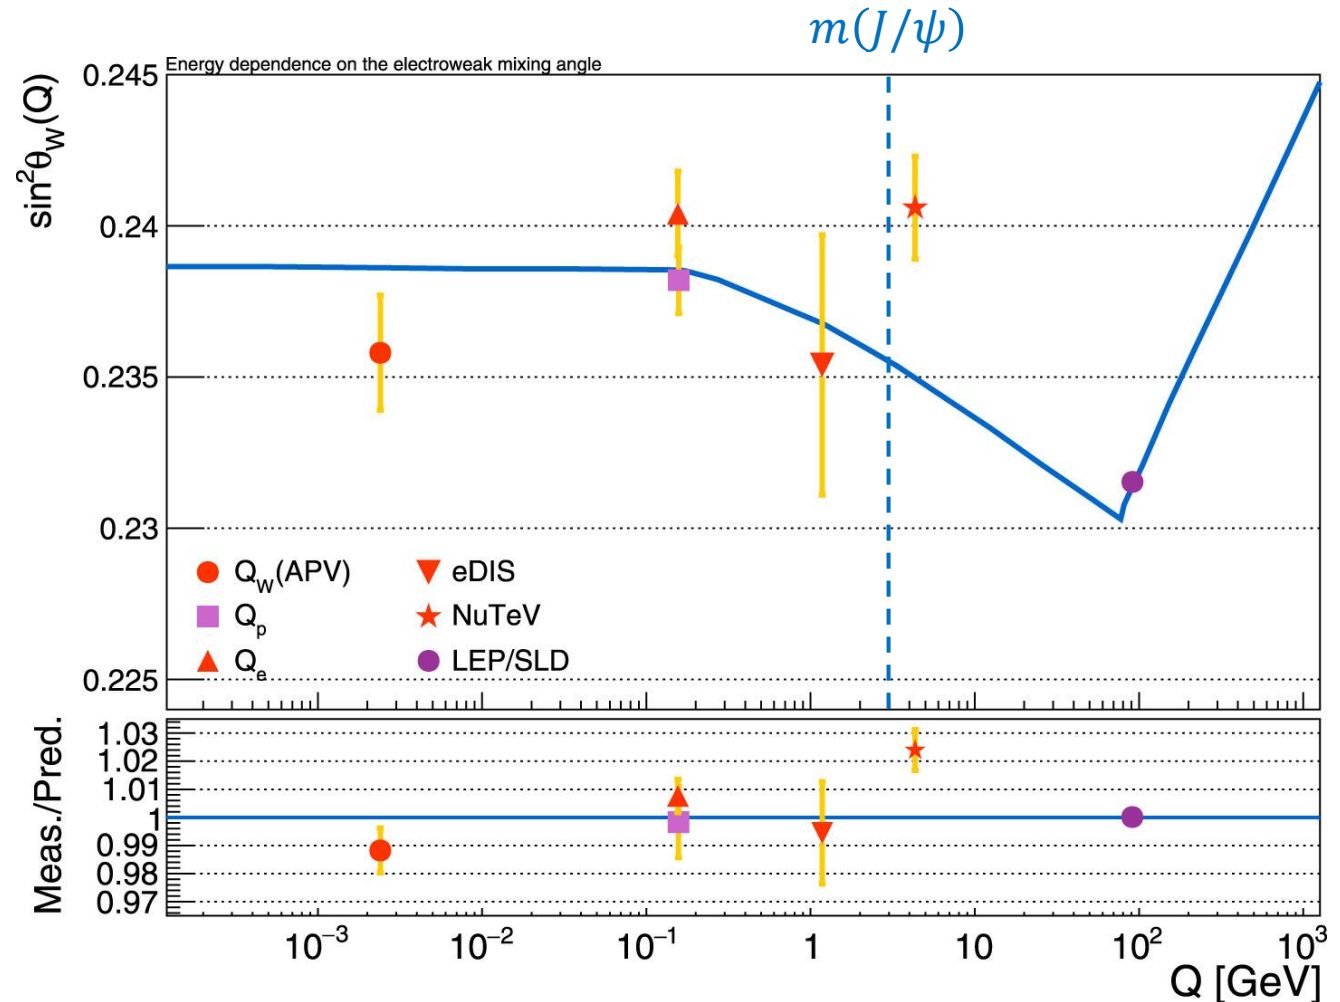 m(J/ψ)
Energy dependence on the electroweak mixing angle
sin²θ_W(Q)
0.245
0.24
0.235
0.23
0.225
Q_W(APV)
eDIS
Q_p
NuTeV
Q_e
LEP/SLD
Meas./Pred.
1.03
1.02
1.01
1
0.99
0.98
0.97
10⁻³ 10⁻² 10⁻¹ 1 10 10² 10³
Q [GeV]